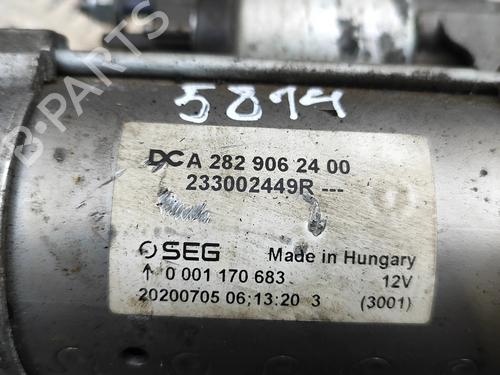 B-PARTS
5814
DC A 282 906 24 00
233002449R ---
SEG Made in Hungary
↑ 0 001 170 683 12V
20200705 06;13:20 3 (3001)